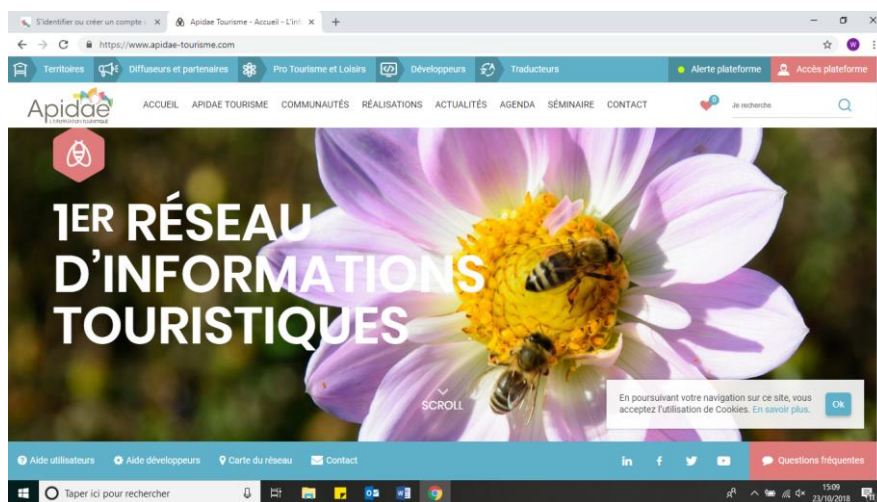 S'identifier ou créer un compte
Apidae Tourisme - Accueil - L'inf
https://www.apidae-tourisme.com
W
Territoires
Diffuseurs et partenaires
Pro Tourisme et Loisirs
Développeurs
Traducteurs
Alerte plateforme
Accès plateforme
Apidaé
ACCUEIL APIDAE TOURISME COMMUNAUTÉS RÉALISATIONS ACTUALITÉS AGENDA SÉMINAIRE CONTACT
0
Je recherche
1ER RÉSEAU
D'INFORMATIONS
TOURISTIQUES
SCROLL
En poursuivant votre navigation sur ce site, vous
acceptez l'utilisation de Cookies. En savoir plus.
Ok
Aide utilisateurs
Aide développeurs
Carte du réseau
Contact
Questions fréquentes
Taper ici pour rechercher
15:09
23/10/2018